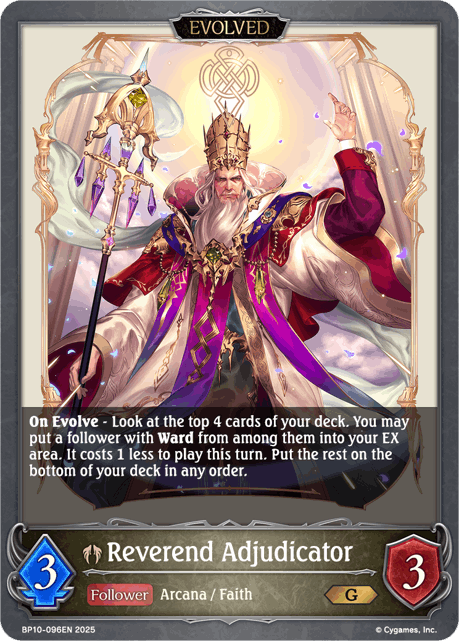 EVOLVED
On Evolve - Look at the top 4 cards of your deck. You may
put a follower with Ward from among them into your EX
area. It costs 1 less to play this turn. Put the rest on the
bottom of your deck in any order.
Reverend Adjudicator
3
Follower Arcana / Faith G
3
BP10-096EN 2025 © Cygames, Inc.